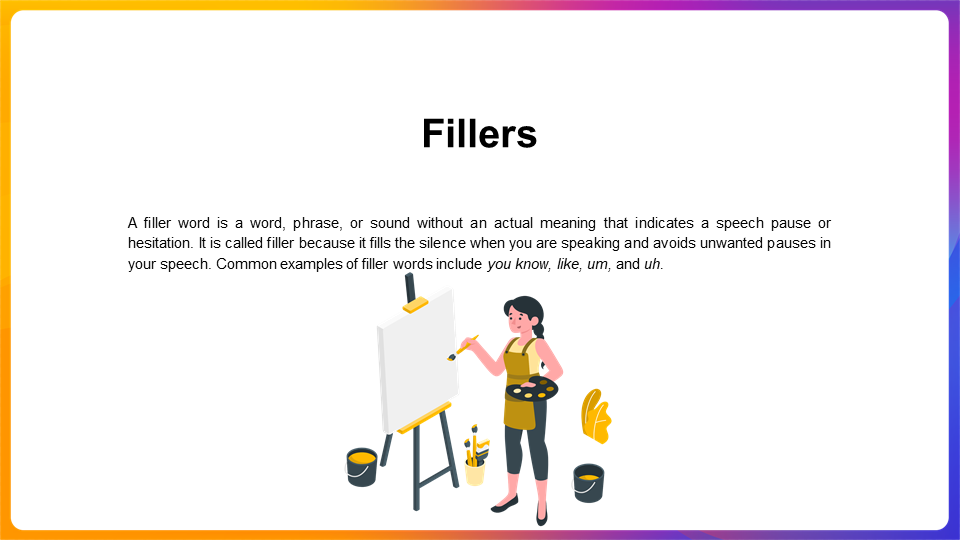 Fillers
A filler word is a word, phrase, or sound without an actual meaning that indicates a speech pause or
hesitation. It is called filler because it fills the silence when you are speaking and avoids unwanted pauses in
your speech. Common examples of filler words include you know, like, um, and uh.